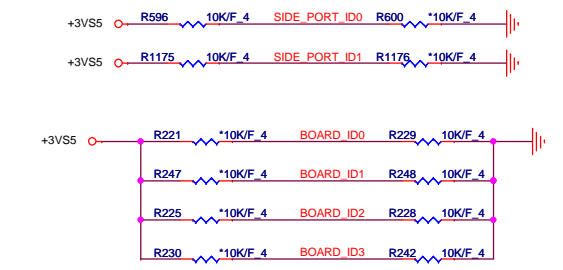 +3VS5 R596 10K/F_4 SIDE_PORT_ID0 R600 *10K/F_4
+3VS5 R1175 10K/F_4 SIDE_PORT_ID1 R1176 *10K/F_4
+3VS5 R221 *10K/F_4 BOARD_ID0 R229 10K/F_4
R247 *10K/F_4 BOARD_ID1 R248 10K/F_4
R225 *10K/F_4 BOARD_ID2 R228 10K/F_4
R230 *10K/F_4 BOARD_ID3 R242 10K/F_4